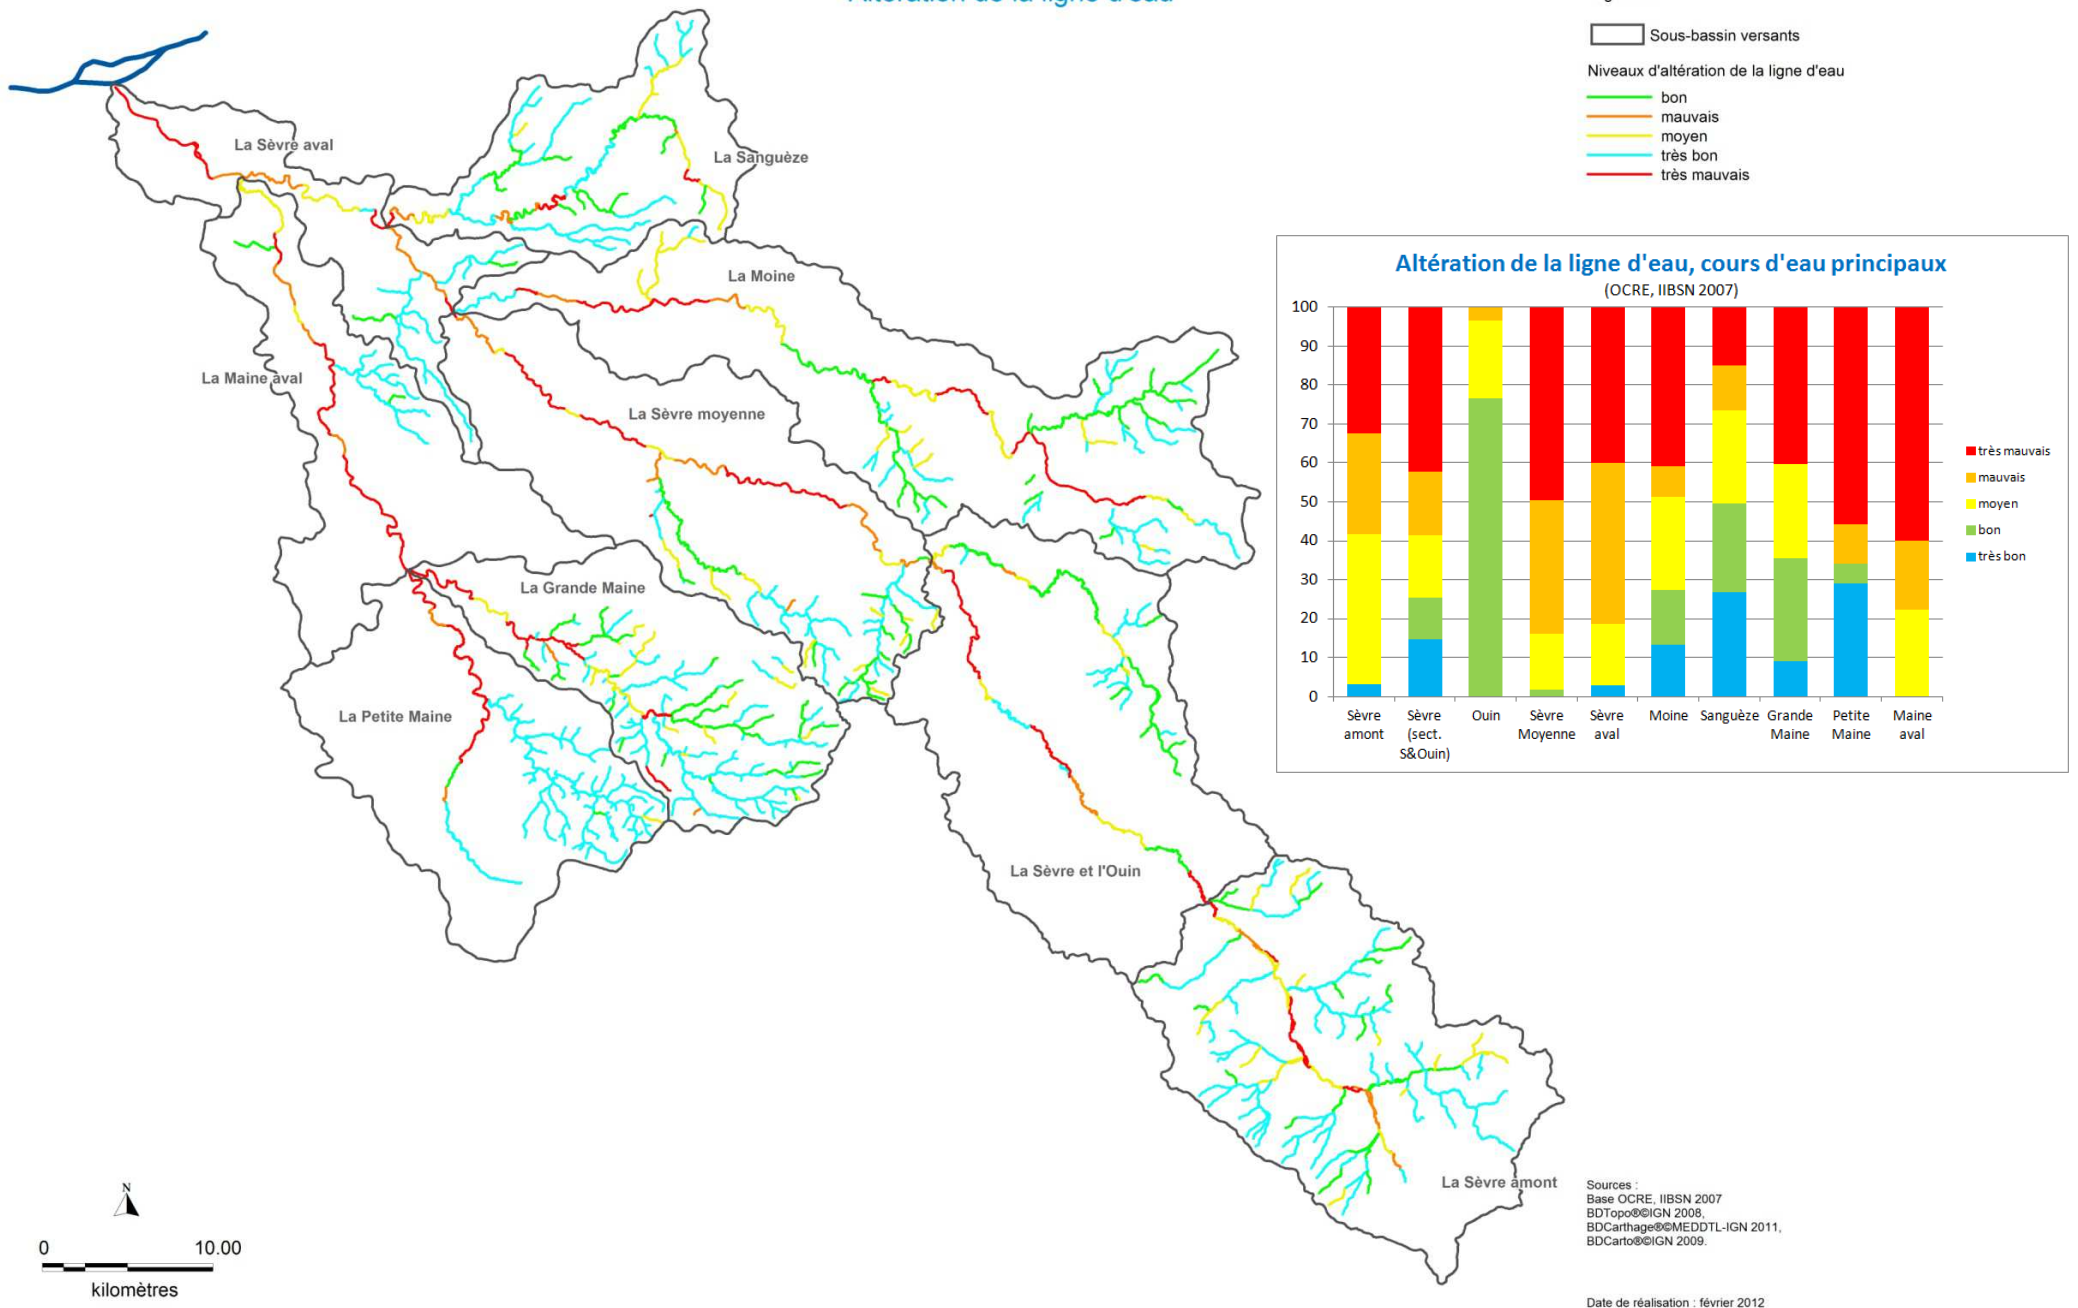 Altération de la ligne d'eau
Sous-bassin versants
Niveaux d'altération de la ligne d'eau
bon
mauvais
moyen
très bon
très mauvais
La Sèvre aval
La Sanguèze
La Moine
La Maine aval
La Sèvre moyenne
La Grande Maine
La Petite Maine
La Sèvre et l'Ouin
La Sèvre amont
Altération de la ligne d'eau, cours d'eau principaux
(OCRE, IIBSN 2007)
100
90
80
70
60
50
40
30
20
10
0
Sèvre amont
Sèvre (sect. S&Ouin)
Ouin
Sèvre Moyenne
Sèvre aval
Moine
Sanguèze
Grande Maine
Petite Maine
Maine aval
très mauvais
mauvais
moyen
bon
très bon
N
0 10.00
kilomètres
Sources :
Base OCRE, IIBSN 2007
BDTopo®©IGN 2008,
BDCarthage®©MEDDTL-IGN 2011,
BDCarto®©IGN 2009.
Date de réalisation : février 2012